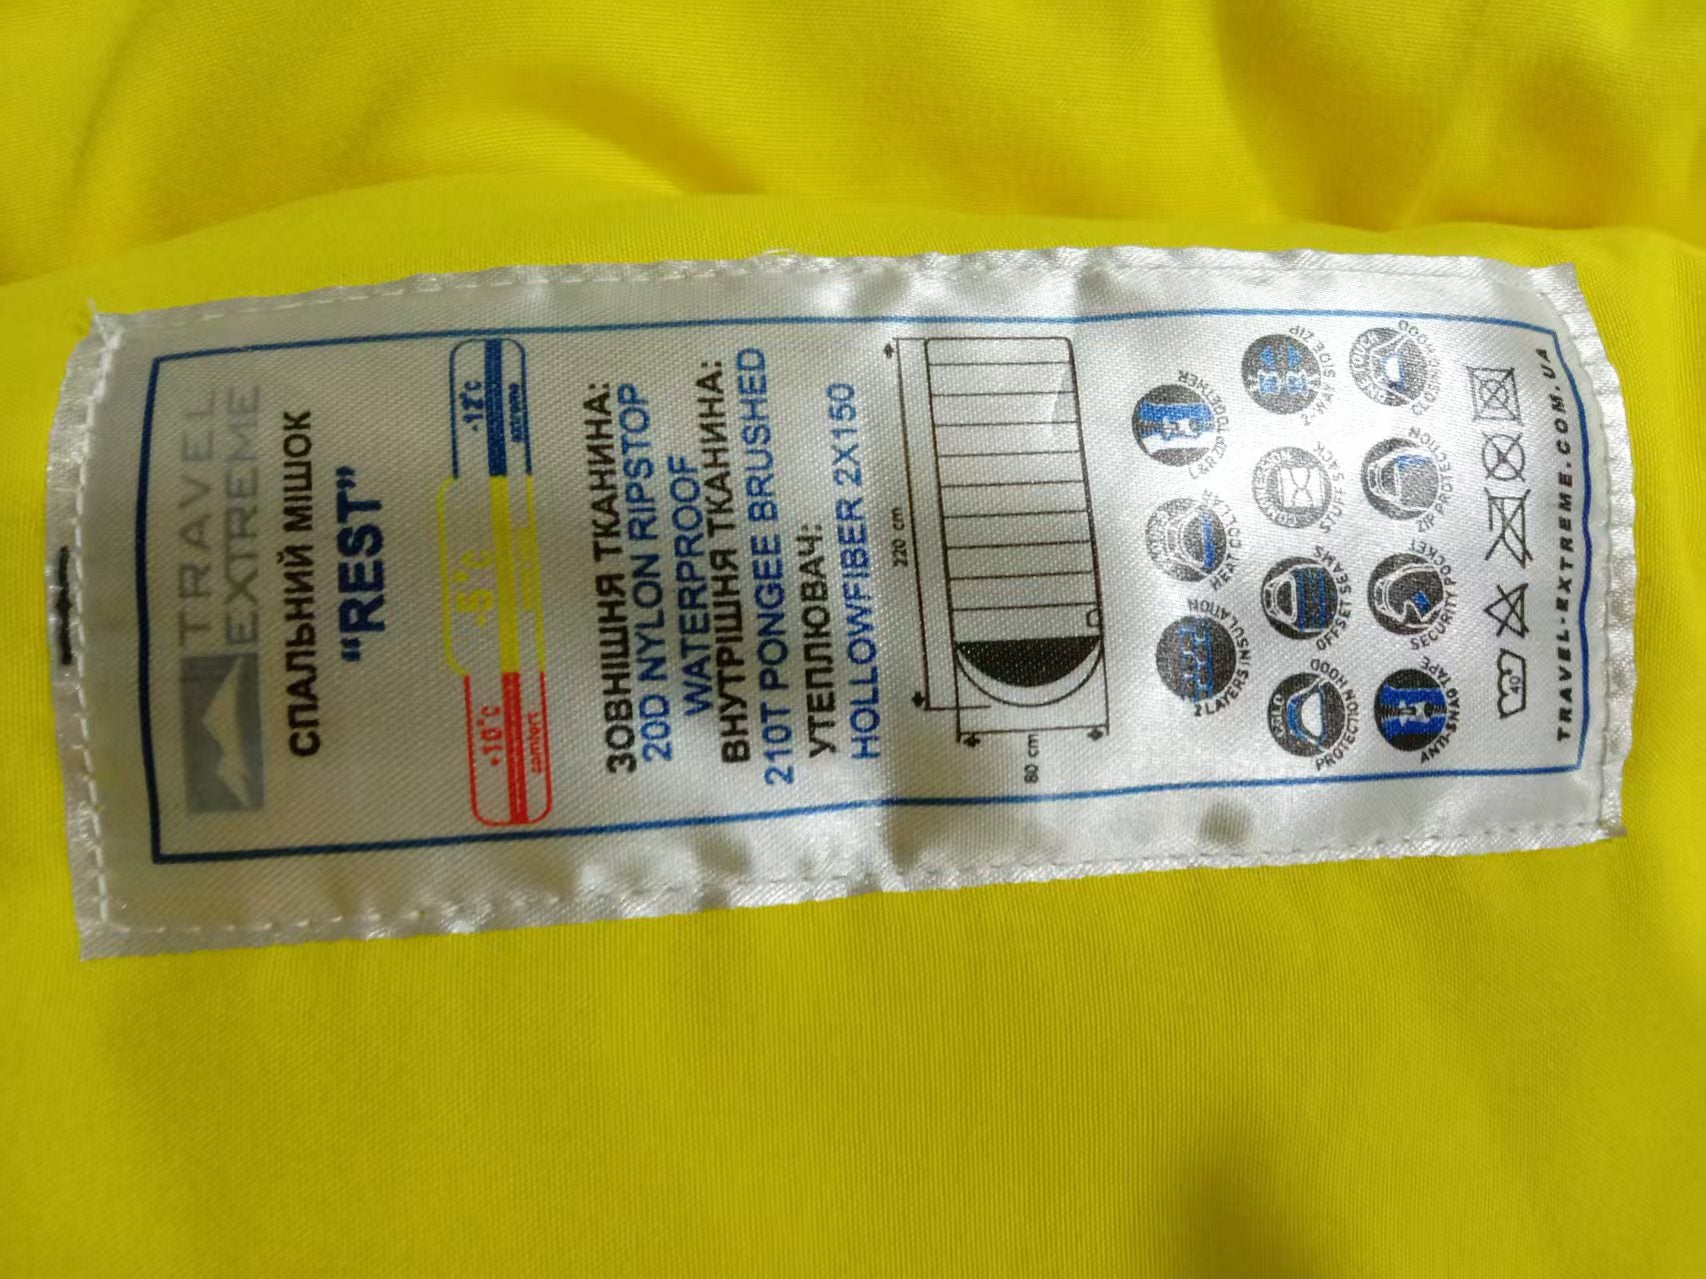 TRAVEL
EXTREME
СПАЛЬНИЙ МІШОК
“REST”
+10°c
-5°c
-12°c
comfort
extreme
ЗОВНІШНЯ ТКАНИНА:
20D NYLON RIPSTOP
WATERPROOF
ВНУТРІШНЯ ТКАНИНА:
210T PONGEE BRUSHED
УТЕПЛЮВАЧ:
HOLLOWFIBER 2X150
220 cm
80 cm
2 LAYERS INSULATION
HEAT COLLAR
L&R ZIP TOGETHER
PROTECTION HOOD
OFFSET SEAMS
STUFF SACK
2-WAY SIDE ZIP
ANTI-SNAG TAPE
SECURITY POCKET
ZIP PROTECTION
CLOSING HOOD
40°
TRAVEL-EXTREME.COM.UA